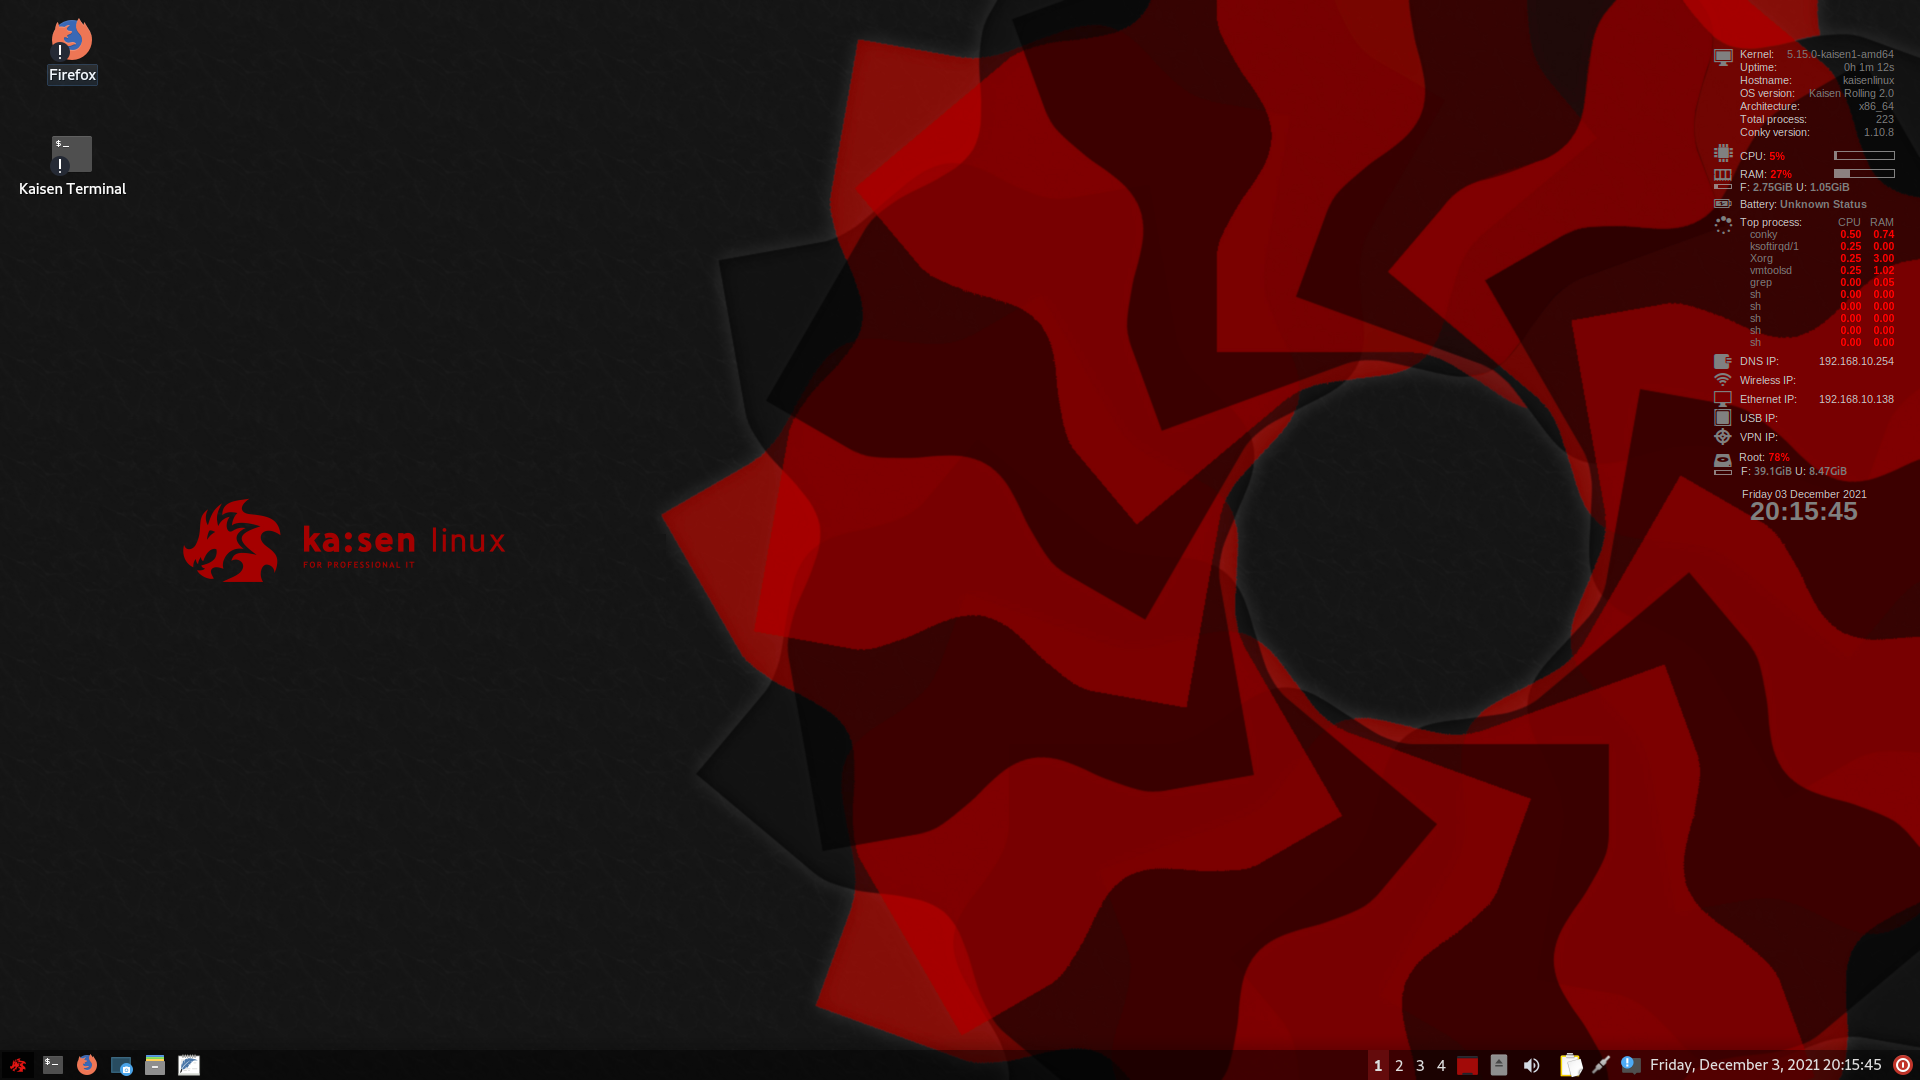 Firefox
$_
Kaisen Terminal
ka:sen linux
FOR PROFESSIONAL IT
Kernel: 5.15.0-kaisen1-amd64
Uptime: 0h 1m 12s
Hostname: kaisenlinux
OS version: Kaisen Rolling 2.0
Architecture: x86_64
Total process: 223
Conky version: 1.10.8
CPU: 5%
RAM: 27%
F: 2.75GiB U: 1.05GiB
Battery: Unknown Status
Top process: CPU RAM
conky 0.50 0.74
ksoftirqd/1 0.25 0.00
Xorg 0.25 3.00
vmtoolsd 0.25 1.02
grep 0.00 0.05
sh 0.00 0.00
sh 0.00 0.00
sh 0.00 0.00
sh 0.00 0.00
sh 0.00 0.00
DNS IP: 192.168.10.254
Wireless IP:
Ethernet IP: 192.168.10.138
USB IP:
VPN IP:
Root: 78%
F: 39.1GiB U: 8.47GiB
Friday 03 December 2021
20:15:45
$_
1 2 3 4
Friday, December 3, 2021 20:15:45